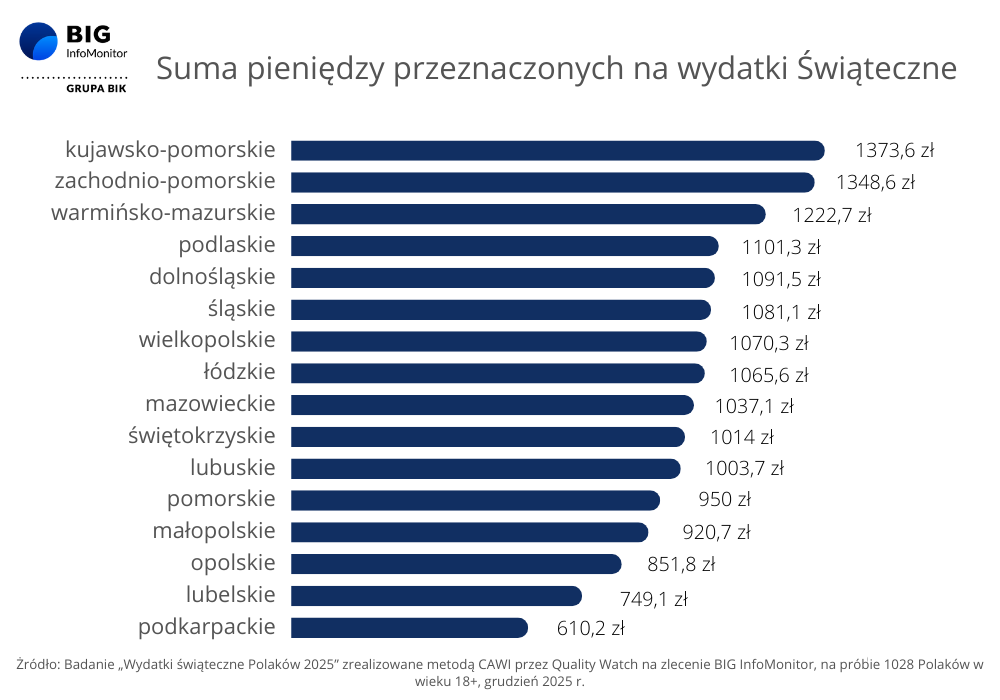 BIG
InfoMonitor
GRUPA BIK
Suma pieniędzy przeznaczonych na wydatki Świąteczne
kujawsko-pomorskie 1373,6 zł
zachodnio-pomorskie 1348,6 zł
warmińsko-mazurskie 1222,7 zł
podlaskie 1101,3 zł
dolnośląskie 1091,5 zł
śląskie 1081,1 zł
wielkopolskie 1070,3 zł
łódzkie 1065,6 zł
mazowieckie 1037,1 zł
świętokrzyskie 1014 zł
lubuskie 1003,7 zł
pomorskie 950 zł
małopolskie 920,7 zł
opolskie 851,8 zł
lubelskie 749,1 zł
podkarpackie 610,2 zł
Źródło: Badanie „Wydatki świąteczne Polaków 2025” zrealizowane metodą CAWI przez Quality Watch na zlecenie BIG InfoMonitor, na próbie 1028 Polaków w
wieku 18+, grudzień 2025 r.